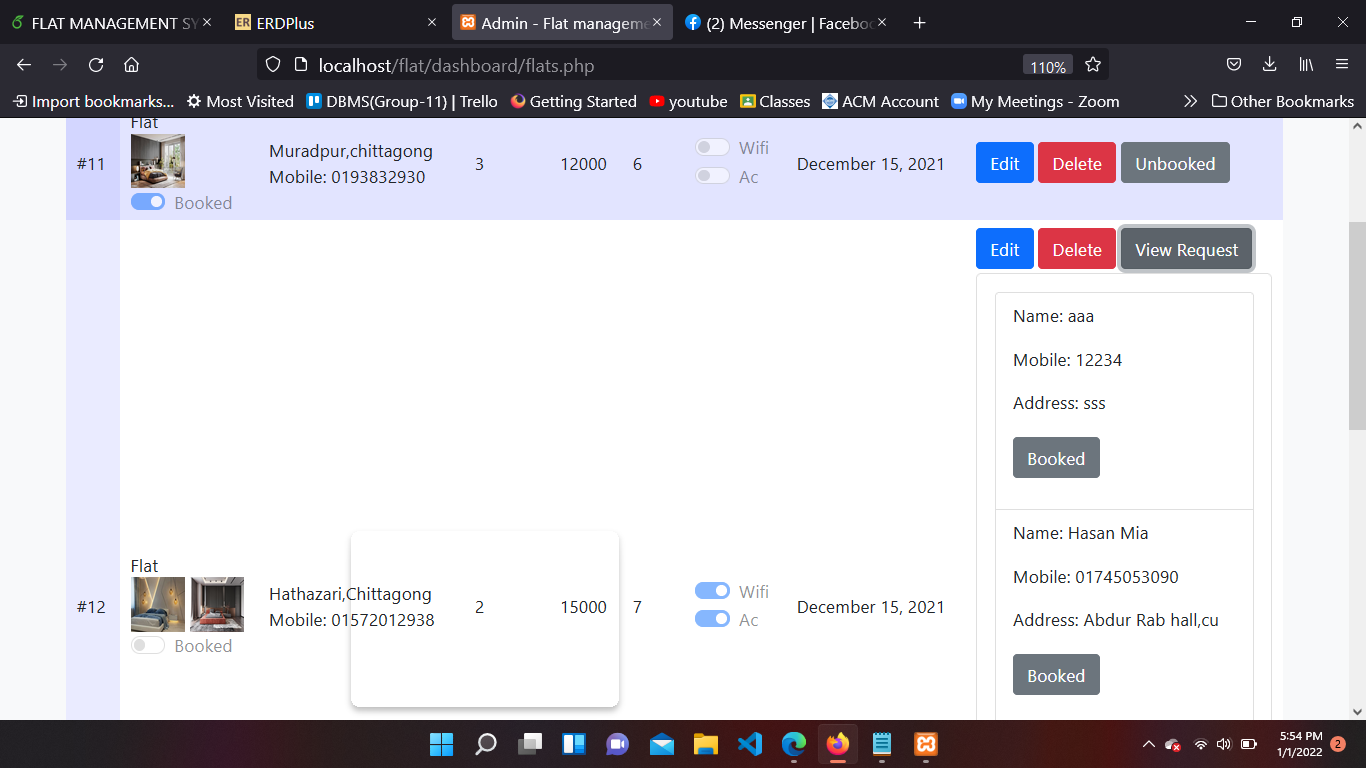 FLAT MANAGEMENT SY
ERDPlus
Admin - Flat manageme
(2) Messenger | Faceboo
localhost/flat/dashboard/flats.php
110%
Import bookmarks...
Most Visited
DBMS(Group-11) | Trello
Getting Started
youtube
Classes
ACM Account
My Meetings - Zoom
Other Bookmarks
#11
Flat
Booked
Muradpur,chittagong
Mobile: 0193832930
3
12000
6
Wifi
Ac
December 15, 2021
Edit
Delete
Unbooked
Edit
Delete
View Request
Name: aaa
Mobile: 12234
Address: sss
Booked
Name: Hasan Mia
Mobile: 01745053090
Address: Abdur Rab hall,cu
Booked
#12
Flat
Booked
Hathazari,Chittagong
Mobile: 01572012938
2
15000
7
Wifi
Ac
December 15, 2021
5:54 PM
1/1/2022
2